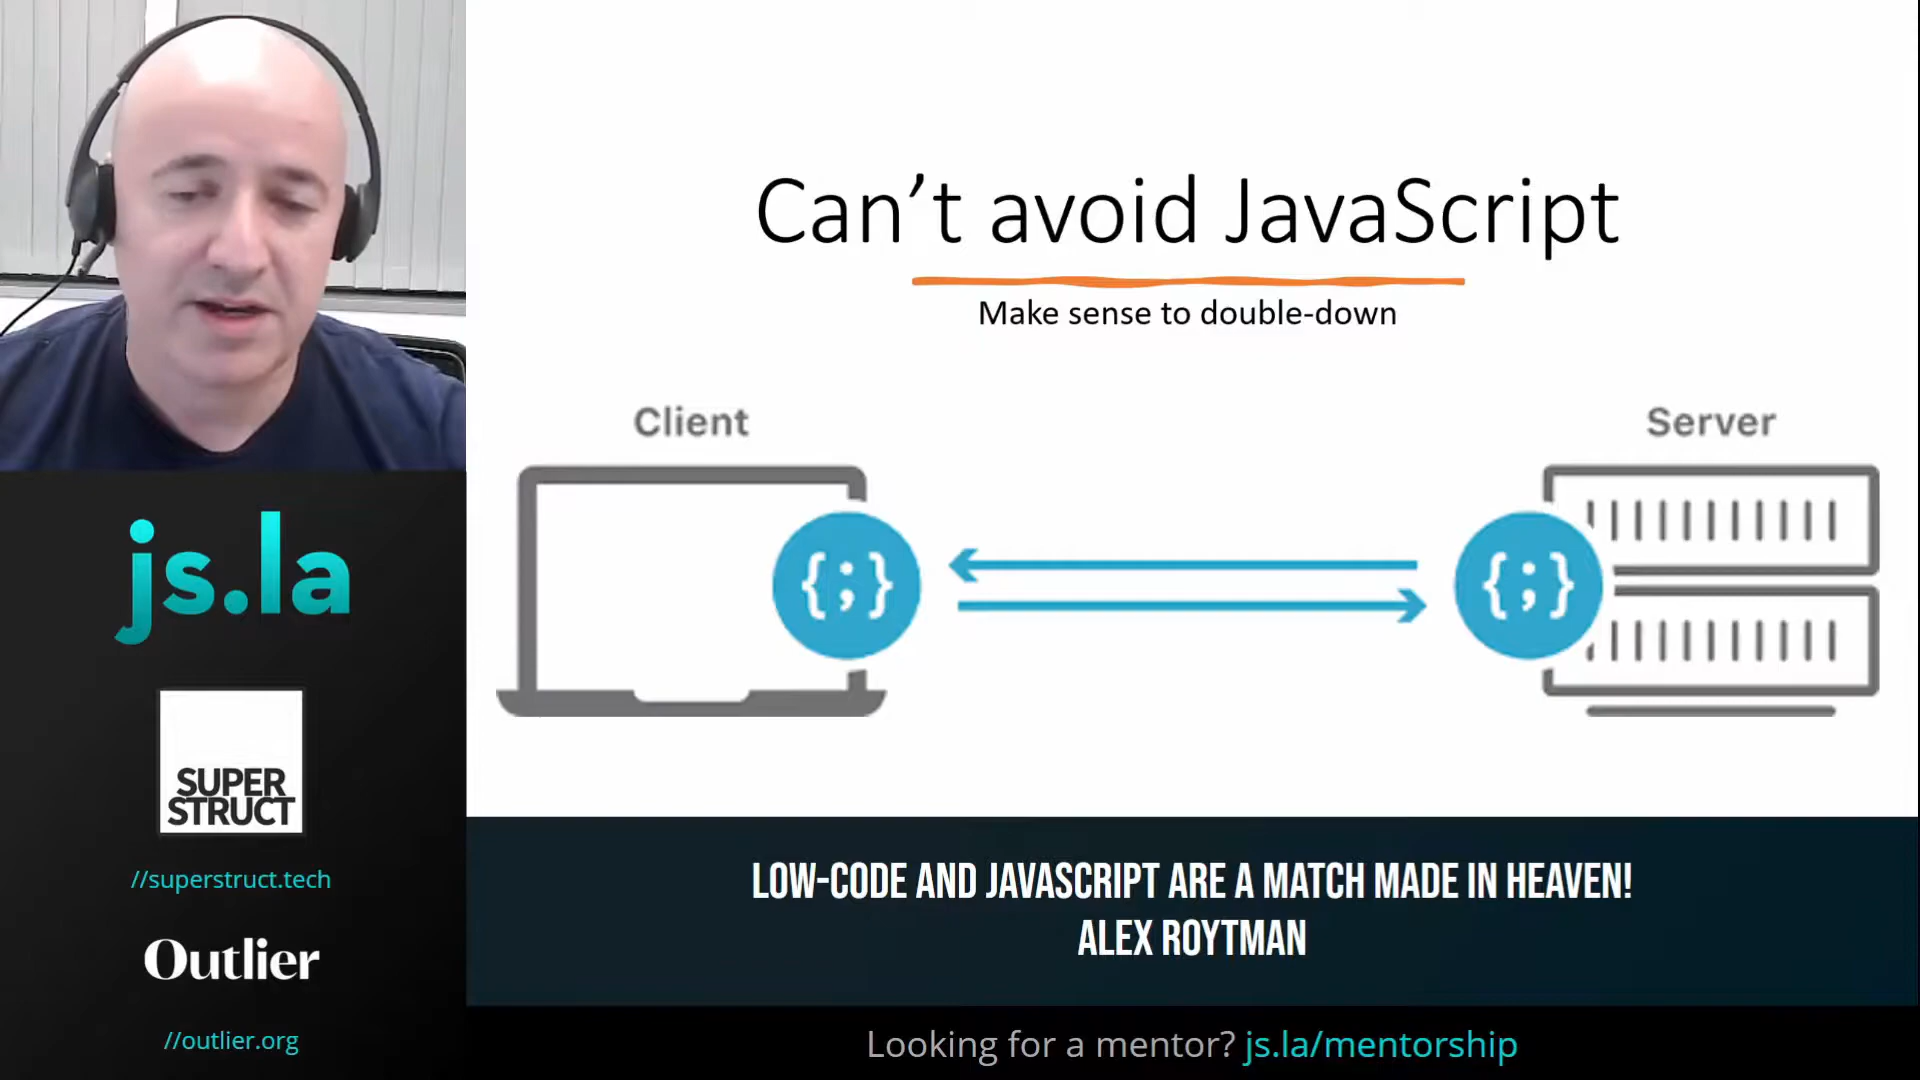 Can’t avoid JavaScript
Make sense to double-down
Client
Server
{;}
{;}
js.la
SUPER
STRUCT
//superstruct.tech
Outlier
//outlier.org
LOW-CODE AND JAVASCRIPT ARE A MATCH MADE IN HEAVEN!
ALEX ROYTMAN
Looking for a mentor? js.la/mentorship